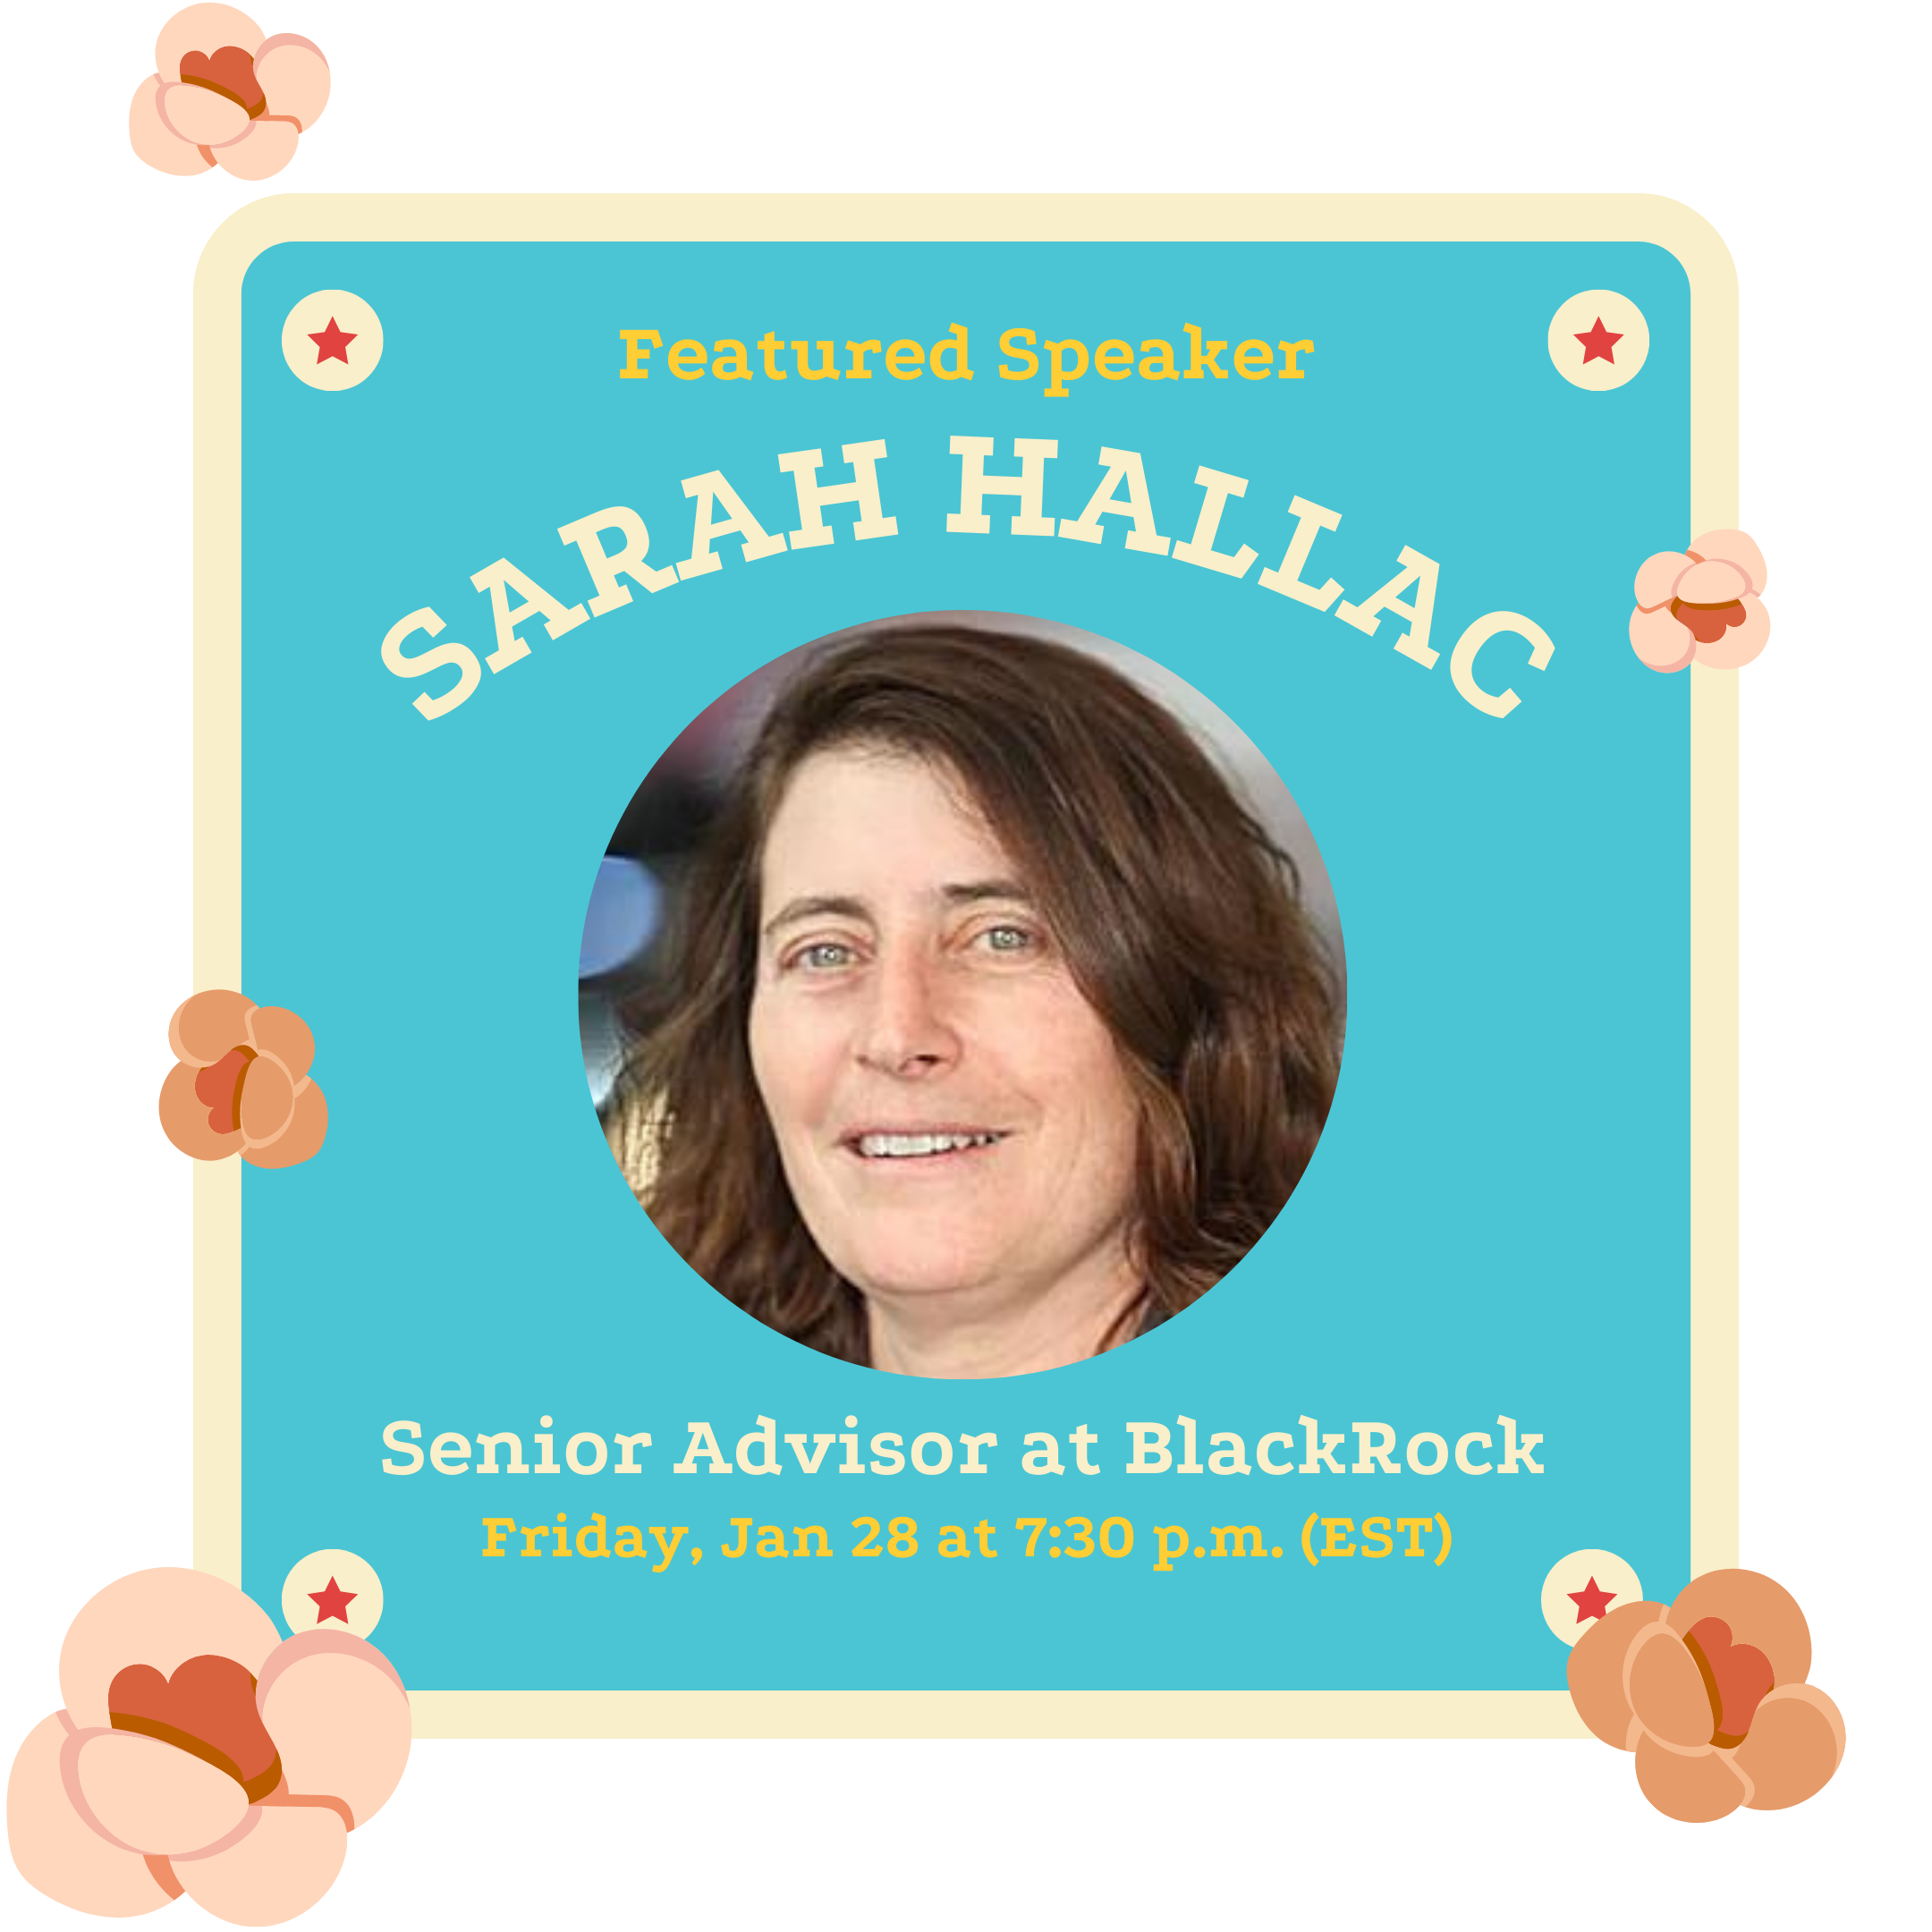 Featured Speaker
SARAH HALLAC
Senior Advisor at BlackRock
Friday, Jan 28 at 7:30 p.m. (EST)